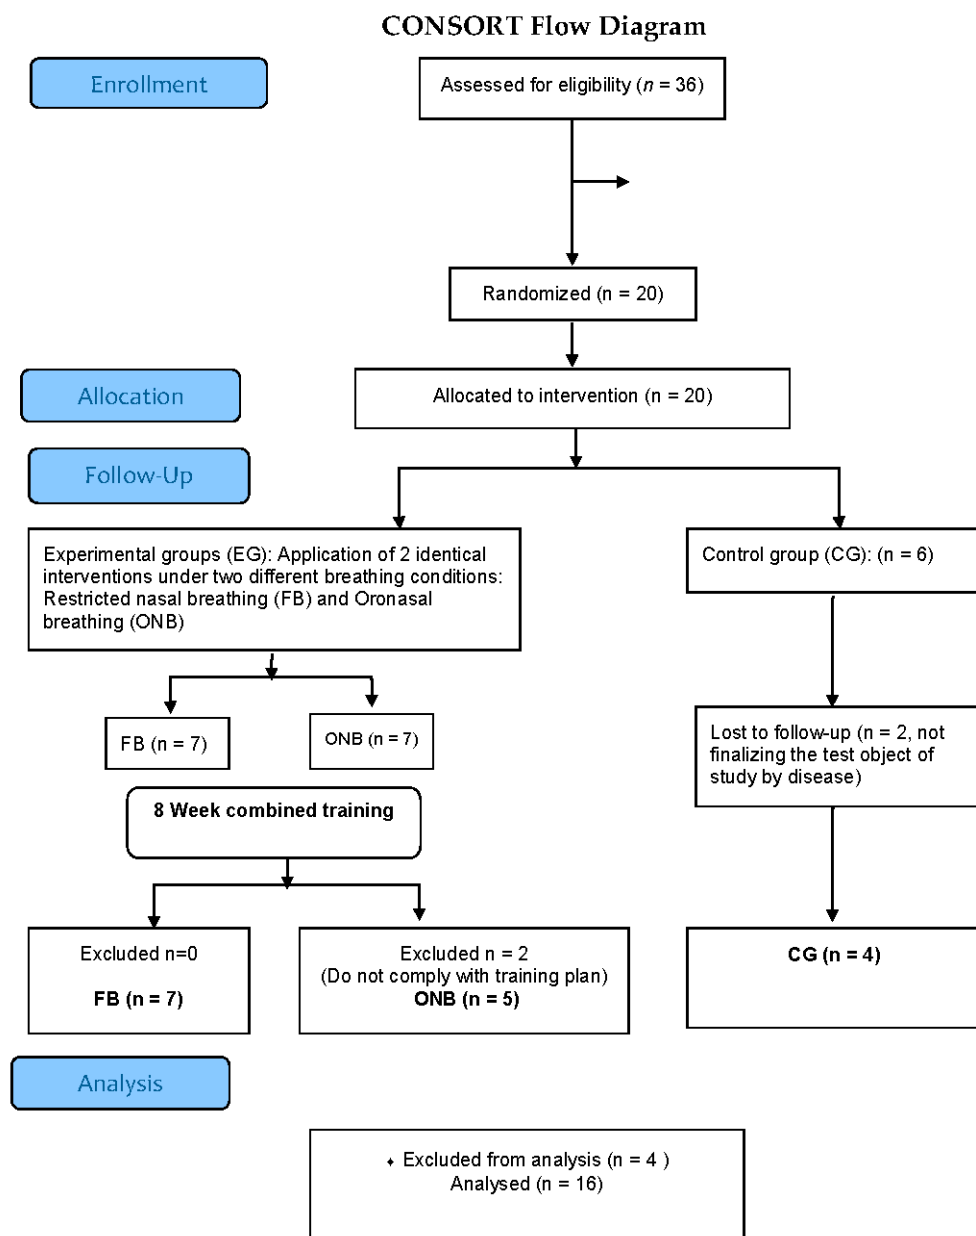 CONSORT Flow Diagram
Enrollment
Assessed for eligibility (n = 36)
Randomized (n = 20)
Allocation
Allocated to intervention (n = 20)
Follow-Up
Experimental groups (EG): Application of 2 identical
interventions under two different breathing conditions:
Restricted nasal breathing (FB) and Oronasal
breathing (ONB)
Control group (CG): (n = 6)
FB (n = 7)
ONB (n = 7)
Lost to follow-up (n = 2, not
finalizing the test object of
study by disease)
8 Week combined training
Excluded n=0
FB (n = 7)
Excluded n = 2
(Do not comply with training plan)
ONB (n = 5)
CG (n = 4)
Analysis
♦ Excluded from analysis (n = 4 )
Analysed (n = 16)